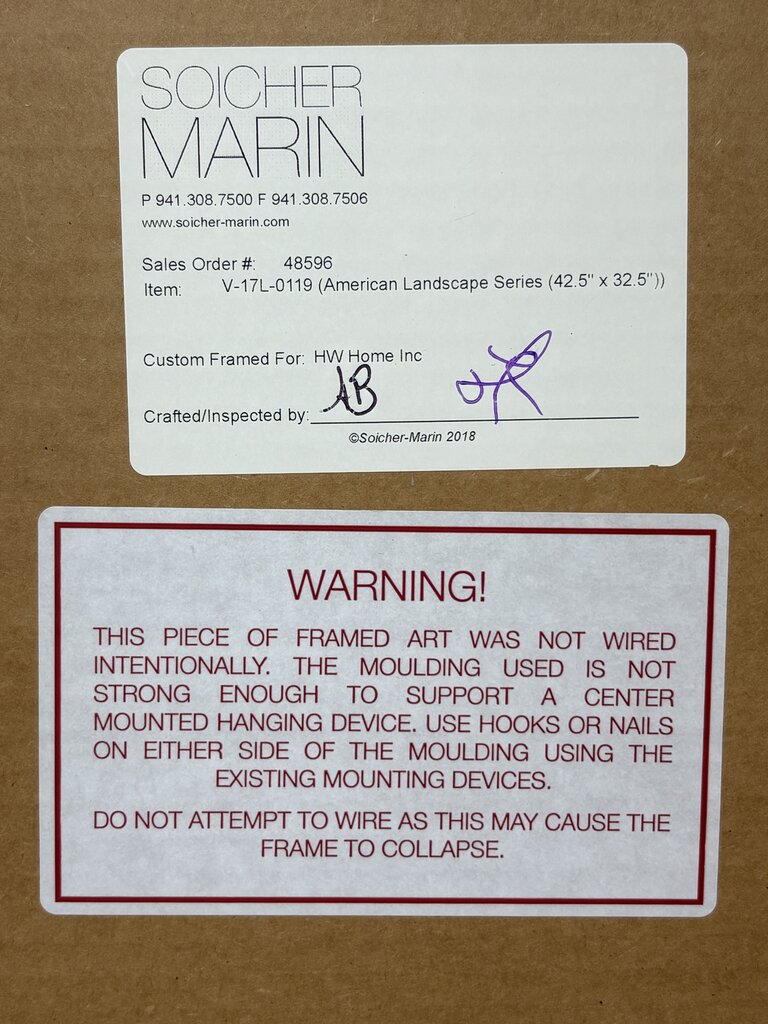 SOICHER
MARIN
P 941.308.7500 F 941.308.7506
www.soicher-marin.com
Sales Order #: 48596
Item: V-17L-0119 (American Landscape Series (42.5" x 32.5"))
Custom Framed For: HW Home Inc
AB
Crafted/Inspected by:
©Soicher-Marin 2018
WARNING!
THIS PIECE OF FRAMED ART WAS NOT WIRED
INTENTIONALLY. THE MOULDING USED IS NOT
STRONG ENOUGH TO SUPPORT A CENTER
MOUNTED HANGING DEVICE. USE HOOKS OR NAILS
ON EITHER SIDE OF THE MOULDING USING THE
EXISTING MOUNTING DEVICES.
DO NOT ATTEMPT TO WIRE AS THIS MAY CAUSE THE
FRAME TO COLLAPSE.